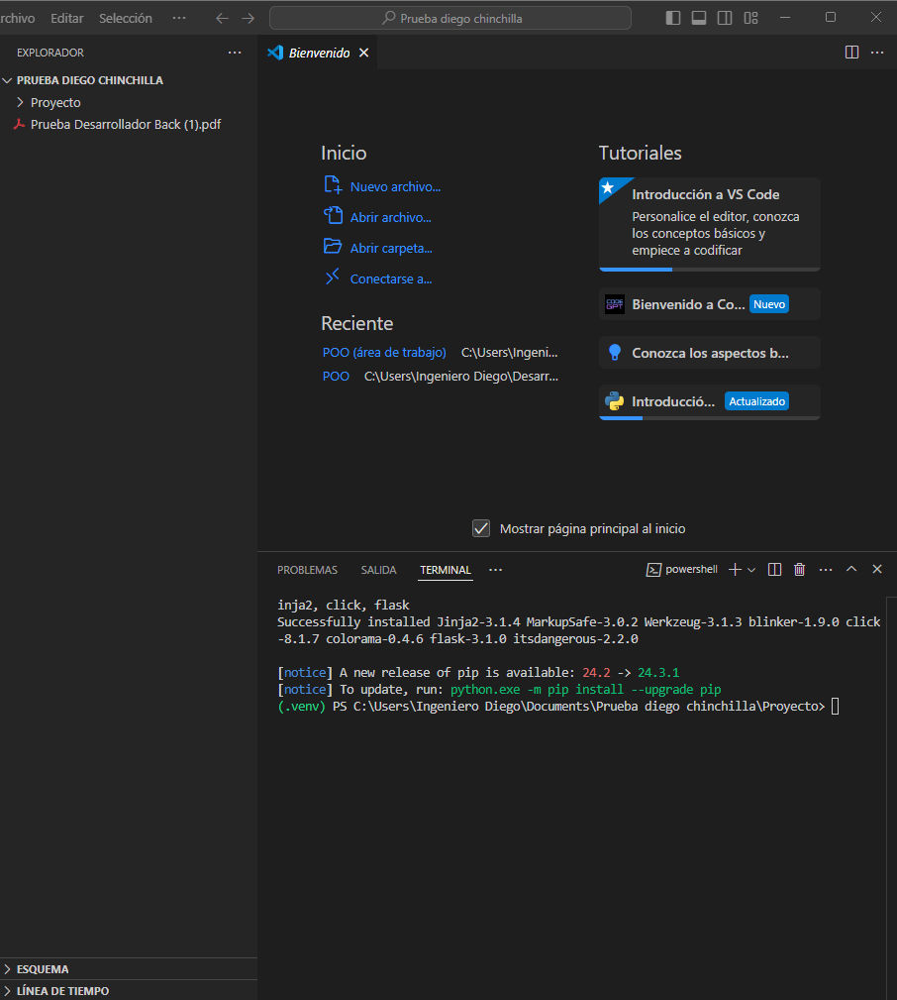 rchivo Editar Selección ··· Prueba diego chinchilla
EXPLORADOR ···
PRUEBA DIEGO CHINCHILLA
Proyecto
Prueba Desarrollador Back (1).pdf
ESQUEMA
LÍNEA DE TIEMPO
Bienvenido
Inicio
Nuevo archivo...
Abrir archivo...
Abrir carpeta...
Conectarse a...
Reciente
POO (área de trabajo) C:\Users\Ingeni...
POO C:\Users\Ingeniero Diego\Desarr...
Tutoriales
Introducción a VS Code
Personalice el editor, conozca
los conceptos básicos y
empiece a codificar
CODE
GPT
Bienvenido a Co... Nuevo
Conozca los aspectos b...
Introducció... Actualizado
Mostrar página principal al inicio
PROBLEMAS SALIDA TERMINAL ··· powershell
inja2, click, flask
Successfully installed Jinja2-3.1.4 MarkupSafe-3.0.2 Werkzeug-3.1.3 blinker-1.9.0 click
-8.1.7 colorama-0.4.6 flask-3.1.0 itsdangerous-2.2.0
[notice] A new release of pip is available: 24.2 -> 24.3.1
[notice] To update, run: python.exe -m pip install --upgrade pip
(.venv) PS C:\Users\Ingeniero Diego\Documents\Prueba diego chinchilla\Proyecto>